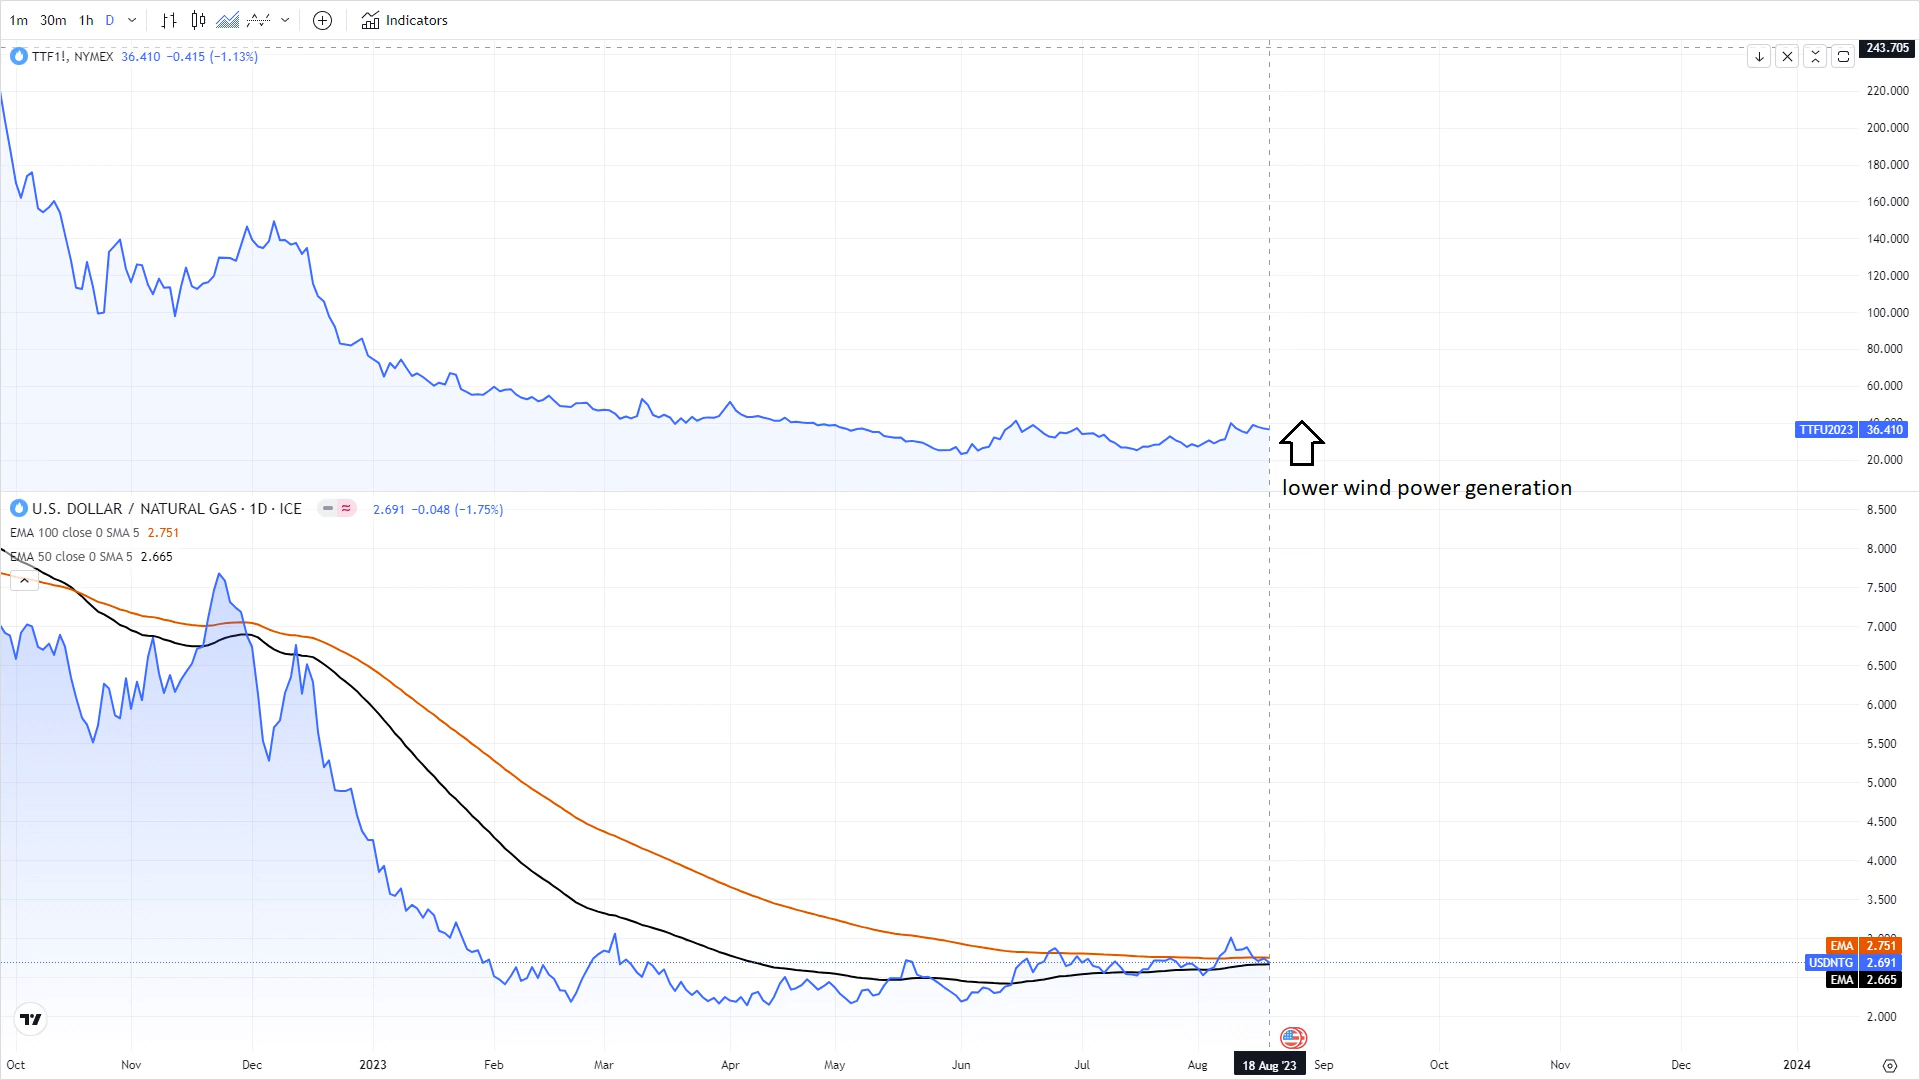 1m 30m 1h D Indicators
TTF1!, NYMEX 36.410 −0.415 (−1.13%)
243.705
220.000
200.000
180.000
160.000
140.000
120.000
100.000
80.000
60.000
40.000
TTFU2023 36.410
20.000
lower wind power generation
U.S. DOLLAR / NATURAL GAS · 1D · ICE 2.691 −0.048 (−1.75%)
EMA 100 close 0 SMA 5 2.751
EMA 50 close 0 SMA 5 2.665
8.500
8.000
7.500
7.000
6.500
6.000
5.500
5.000
4.500
4.000
3.500
3.000
EMA 2.751
USDNTG 2.691
EMA 2.665
2.000
Oct Nov Dec 2023 Feb Mar Apr May Jun Jul Aug 18 Aug '23 Sep Oct Nov Dec 2024